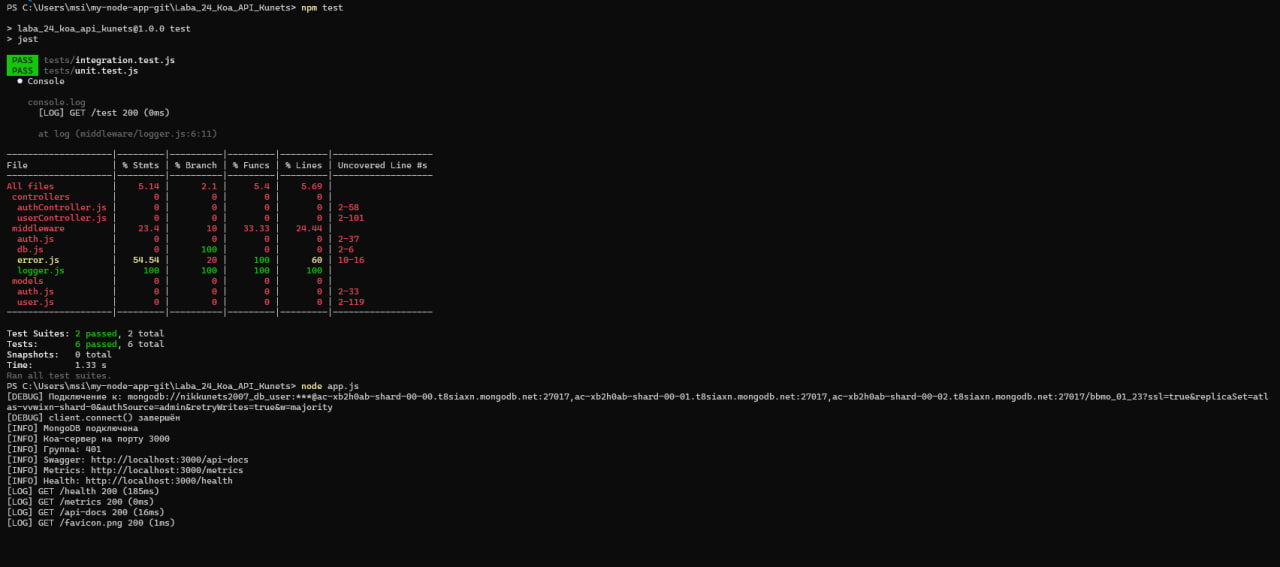 PS C:\Users\msi\my-node-app-git\Laba_24_Koa_API_Kunets> npm test
> laba_24_koa_api_kunets@1.0.0 test
> jest
PASS tests/integration.test.js
PASS tests/unit.test.js
● Console
console.log
[LOG] GET /test 200 (0ms)
at log (middleware/logger.js:6:11)
--------------------|---------|----------|---------|---------|-------------------
File | % Stmts | % Branch | % Funcs | % Lines | Uncovered Line #s
--------------------|---------|----------|---------|---------|-------------------
All files | 5.14 | 2.1 | 5.4 | 5.69 |
controllers | 0 | 0 | 0 | 0 |
authController.js | 0 | 0 | 0 | 0 | 2-58
userController.js | 0 | 0 | 0 | 0 | 2-101
middleware | 23.4 | 10 | 33.33 | 24.44 |
auth.js | 0 | 0 | 0 | 0 | 2-37
db.js | 0 | 100 | 0 | 0 | 2-6
error.js | 54.54 | 20 | 100 | 60 | 10-16
logger.js | 100 | 100 | 100 | 100 |
models | 0 | 0 | 0 | 0 |
auth.js | 0 | 0 | 0 | 0 | 2-33
user.js | 0 | 0 | 0 | 0 | 2-119
--------------------|---------|----------|---------|---------|-------------------
Test Suites: 2 passed, 2 total
Tests: 6 passed, 6 total
Snapshots: 0 total
Time: 1.33 s
Ran all test suites.
PS C:\Users\msi\my-node-app-git\Laba_24_Koa_API_Kunets> node app.js
[DEBUG] Подключение к: mongodb://nikkunets2007_db_user:***@ac-xb2h0ab-shard-00-00.t8siaxn.mongodb.net:27017,ac-xb2h0ab-shard-00-01.t8siaxn.mongodb.net:27017,ac-xb2h0ab-shard-00-02.t8siaxn.mongodb.net:27017/bbmo_01_23?ssl=true&replicaSet=atl
as-vvwixn-shard-0&authSource=admin&retryWrites=true&w=majority
[DEBUG] client.connect() завершён
[INFO] MongoDB подключена
[INFO] Koa-сервер на порту 3000
[INFO] Группа: 401
[INFO] Swagger: http://localhost:3000/api-docs
[INFO] Metrics: http://localhost:3000/metrics
[INFO] Health: http://localhost:3000/health
[LOG] GET /health 200 (185ms)
[LOG] GET /metrics 200 (0ms)
[LOG] GET /api-docs 200 (16ms)
[LOG] GET /favicon.png 200 (1ms)